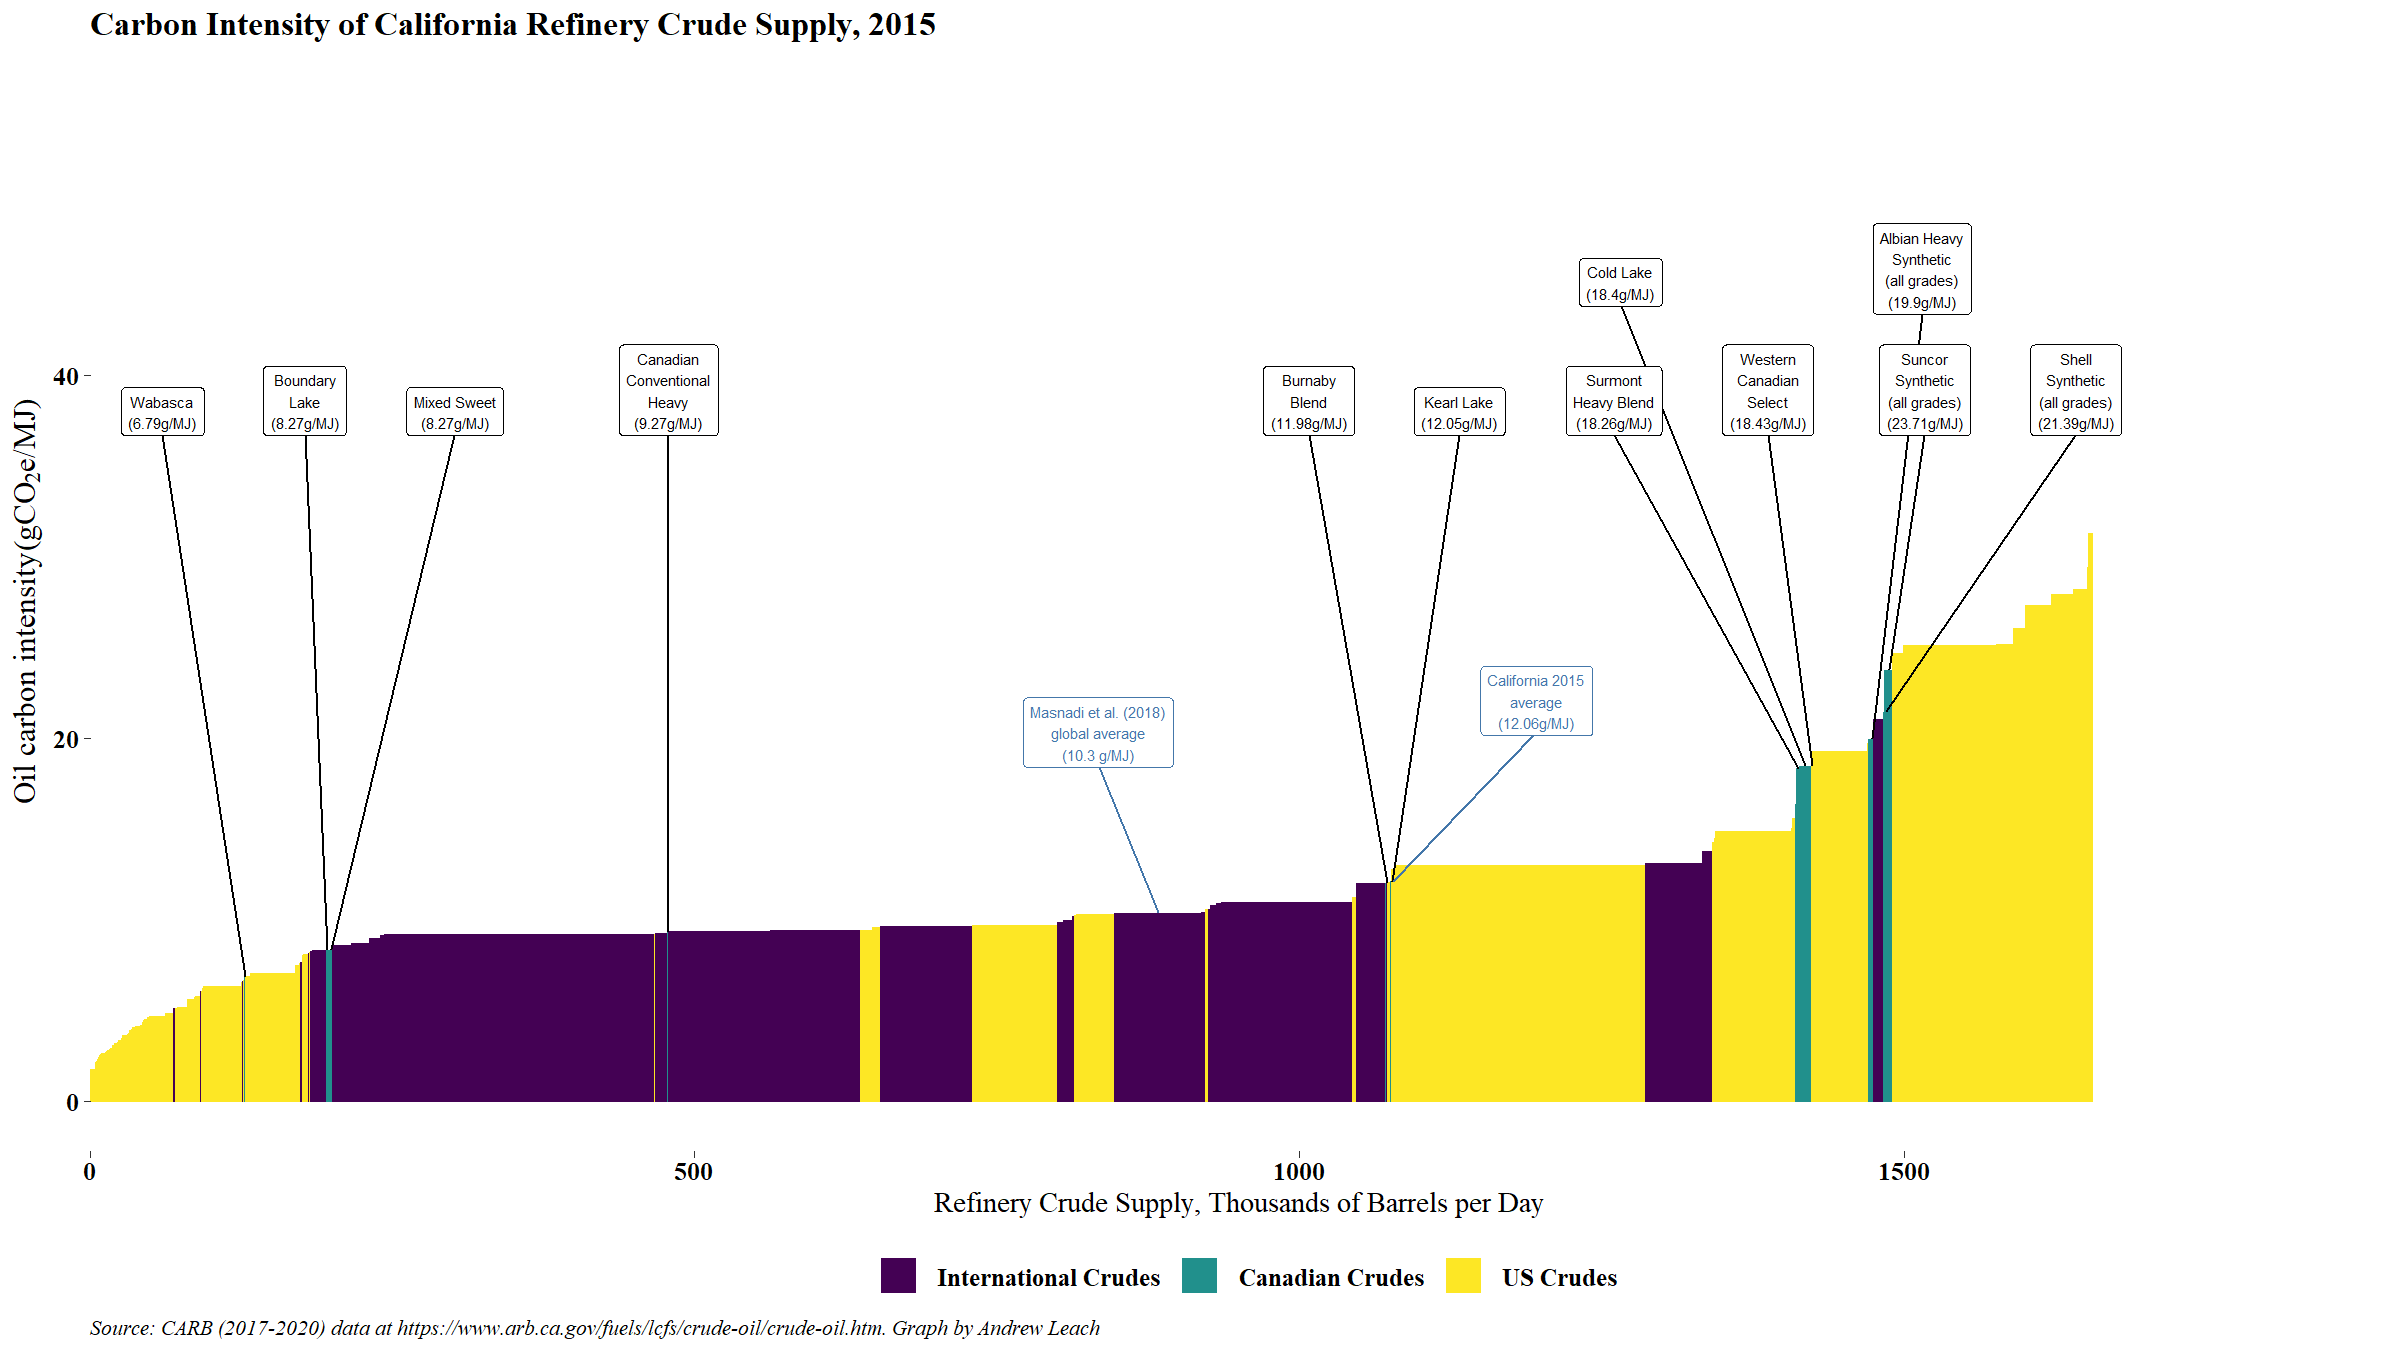 Carbon Intensity of California Refinery Crude Supply, 2015
Oil carbon intensity(gCO₂e/MJ)
40
20
0
Wabasca
(6.79g/MJ)
Boundary
Lake
(8.27g/MJ)
Mixed Sweet
(8.27g/MJ)
Canadian
Conventional
Heavy
(9.27g/MJ)
Masnadi et al. (2018)
global average
(10.3 g/MJ)
Burnaby
Blend
(11.98g/MJ)
Kearl Lake
(12.05g/MJ)
California 2015
average
(12.06g/MJ)
Cold Lake
(18.4g/MJ)
Surmont
Heavy Blend
(18.26g/MJ)
Western
Canadian
Select
(18.43g/MJ)
Albian Heavy
Synthetic
(all grades)
(19.9g/MJ)
Suncor
Synthetic
(all grades)
(23.71g/MJ)
Shell
Synthetic
(all grades)
(21.39g/MJ)
0
500
1000
1500
Refinery Crude Supply, Thousands of Barrels per Day
International Crudes
Canadian Crudes
US Crudes
Source: CARB (2017-2020) data at https://www.arb.ca.gov/fuels/lcfs/crude-oil/crude-oil.htm. Graph by Andrew Leach